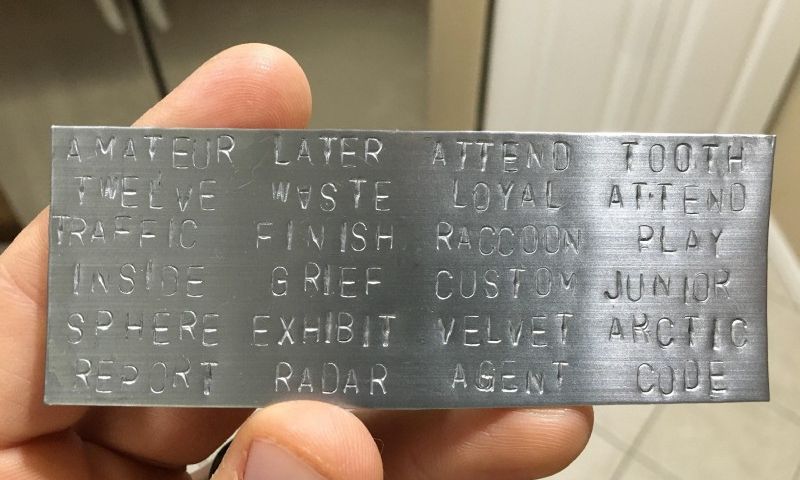 AMATEUR LATER ATTEND TOOTH
TWELVE WASTE LOYAL ATTEND
TRAFFIC FINISH RACCOON PLAY
INSIDE GRIEF CUSTOM JUNIOR
SPHERE EXHIBIT VELVET ARCTIC
REPORT RADAR AGENT CODE